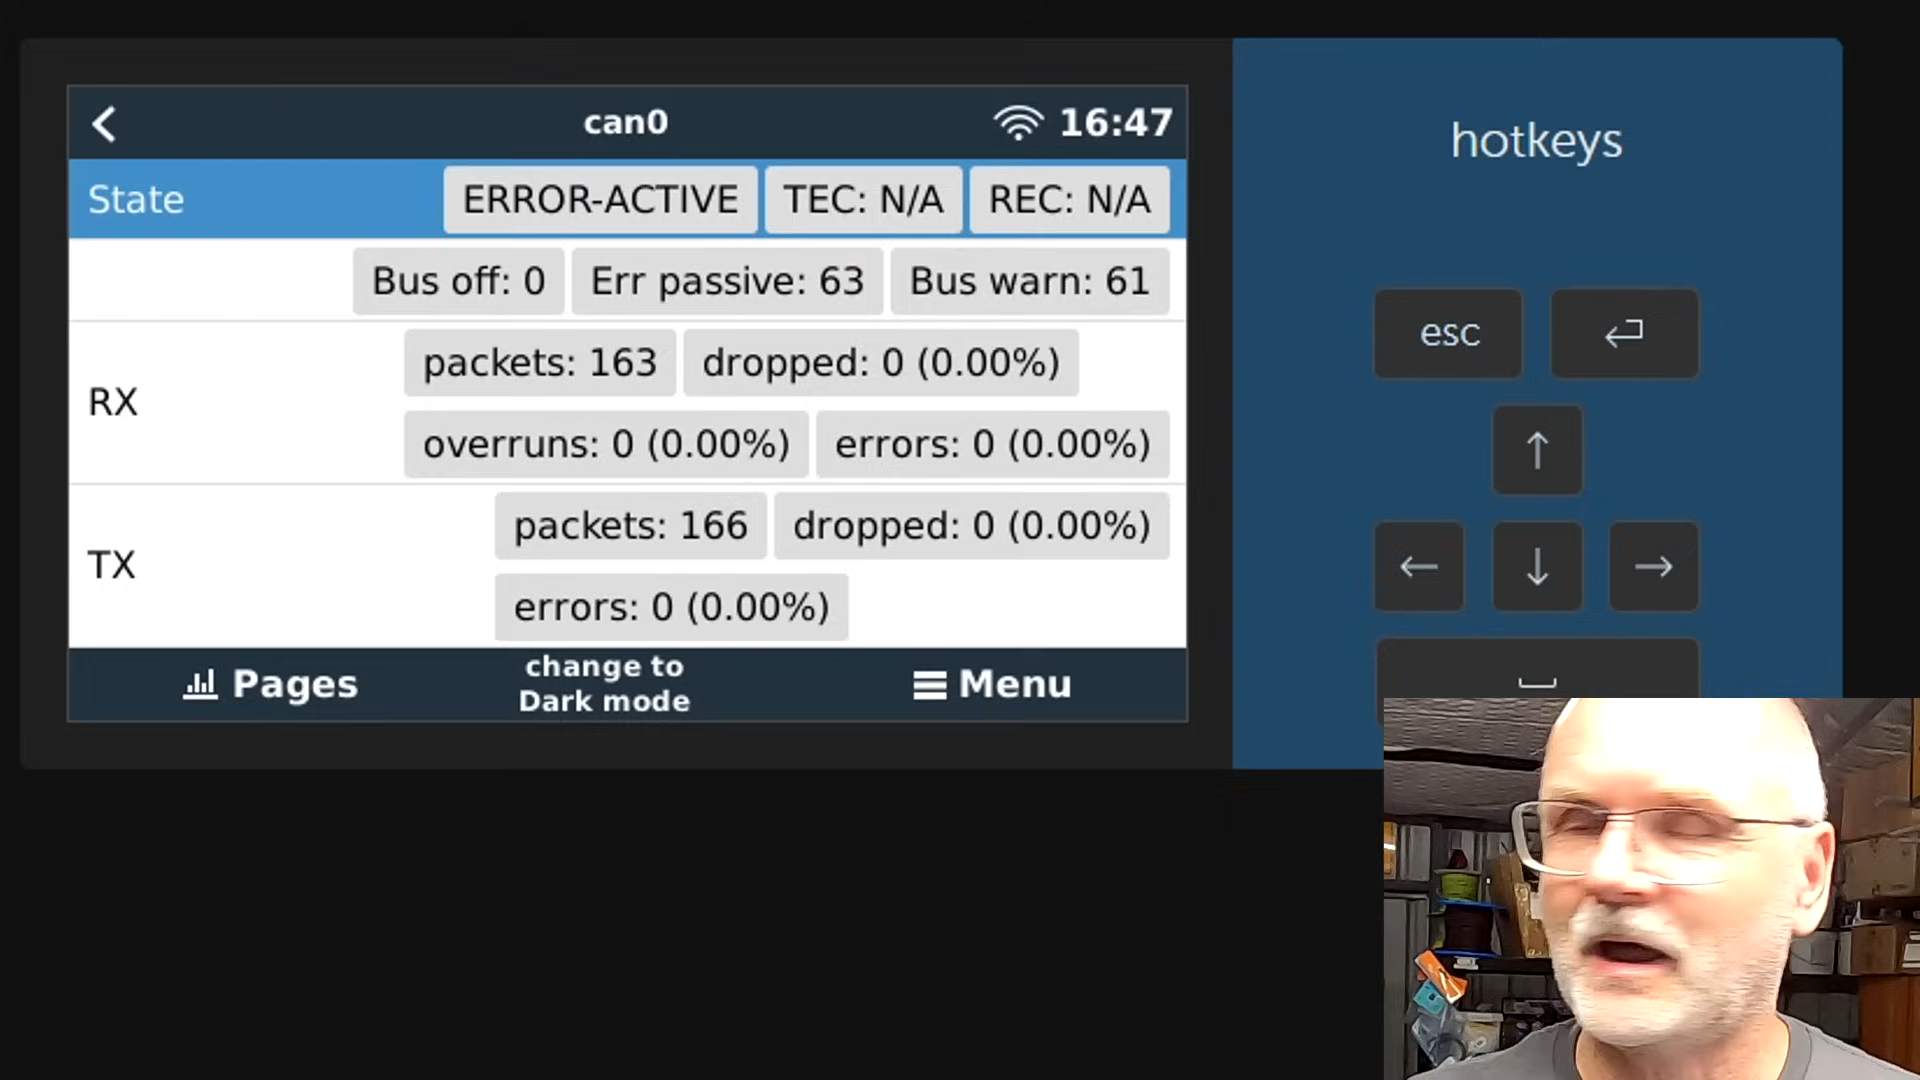 can0
16:47
State
ERROR-ACTIVE
TEC: N/A
REC: N/A
Bus off: 0
Err passive: 63
Bus warn: 61
RX
packets: 163
dropped: 0 (0.00%)
overruns: 0 (0.00%)
errors: 0 (0.00%)
TX
packets: 166
dropped: 0 (0.00%)
errors: 0 (0.00%)
Pages
change to
Dark mode
Menu
hotkeys
esc